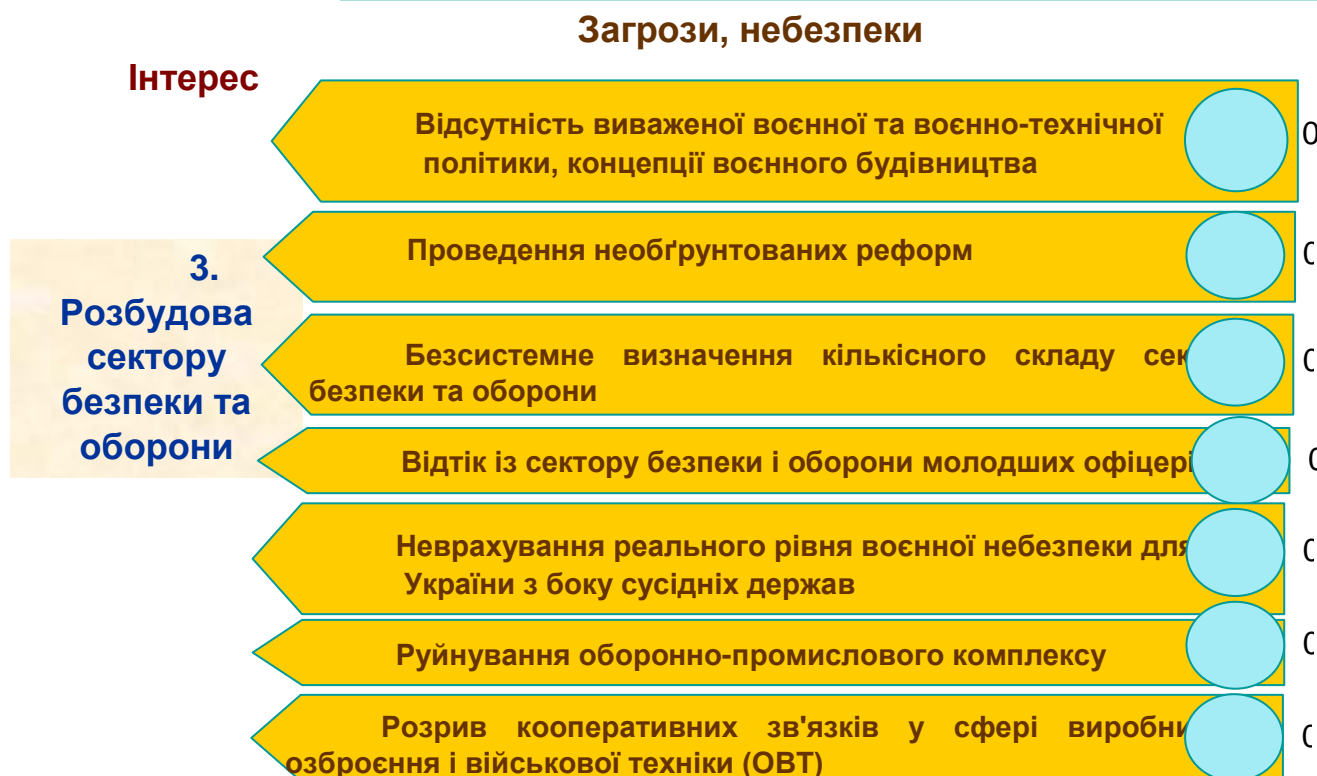 Загрози, небезпеки
Інтерес
Відсутність виваженої воєнної та воєнно-технічної
політики, концепції воєнного будівництва
Проведення необґрунтованих реформ
3.
Розбудова
сектору
безпеки та
оборони
Безсистемне визначення кількісного складу
безпеки та оборони
Відтік із сектору безпеки і оборони молодших
Неврахування реального рівня воєнної небезпеки для
України з боку сусідніх держав
Руйнування оборонно-промислового комплексу
Розрив кооперативних зв'язків у сфері
озброєння і військової техніки (ОВТ)